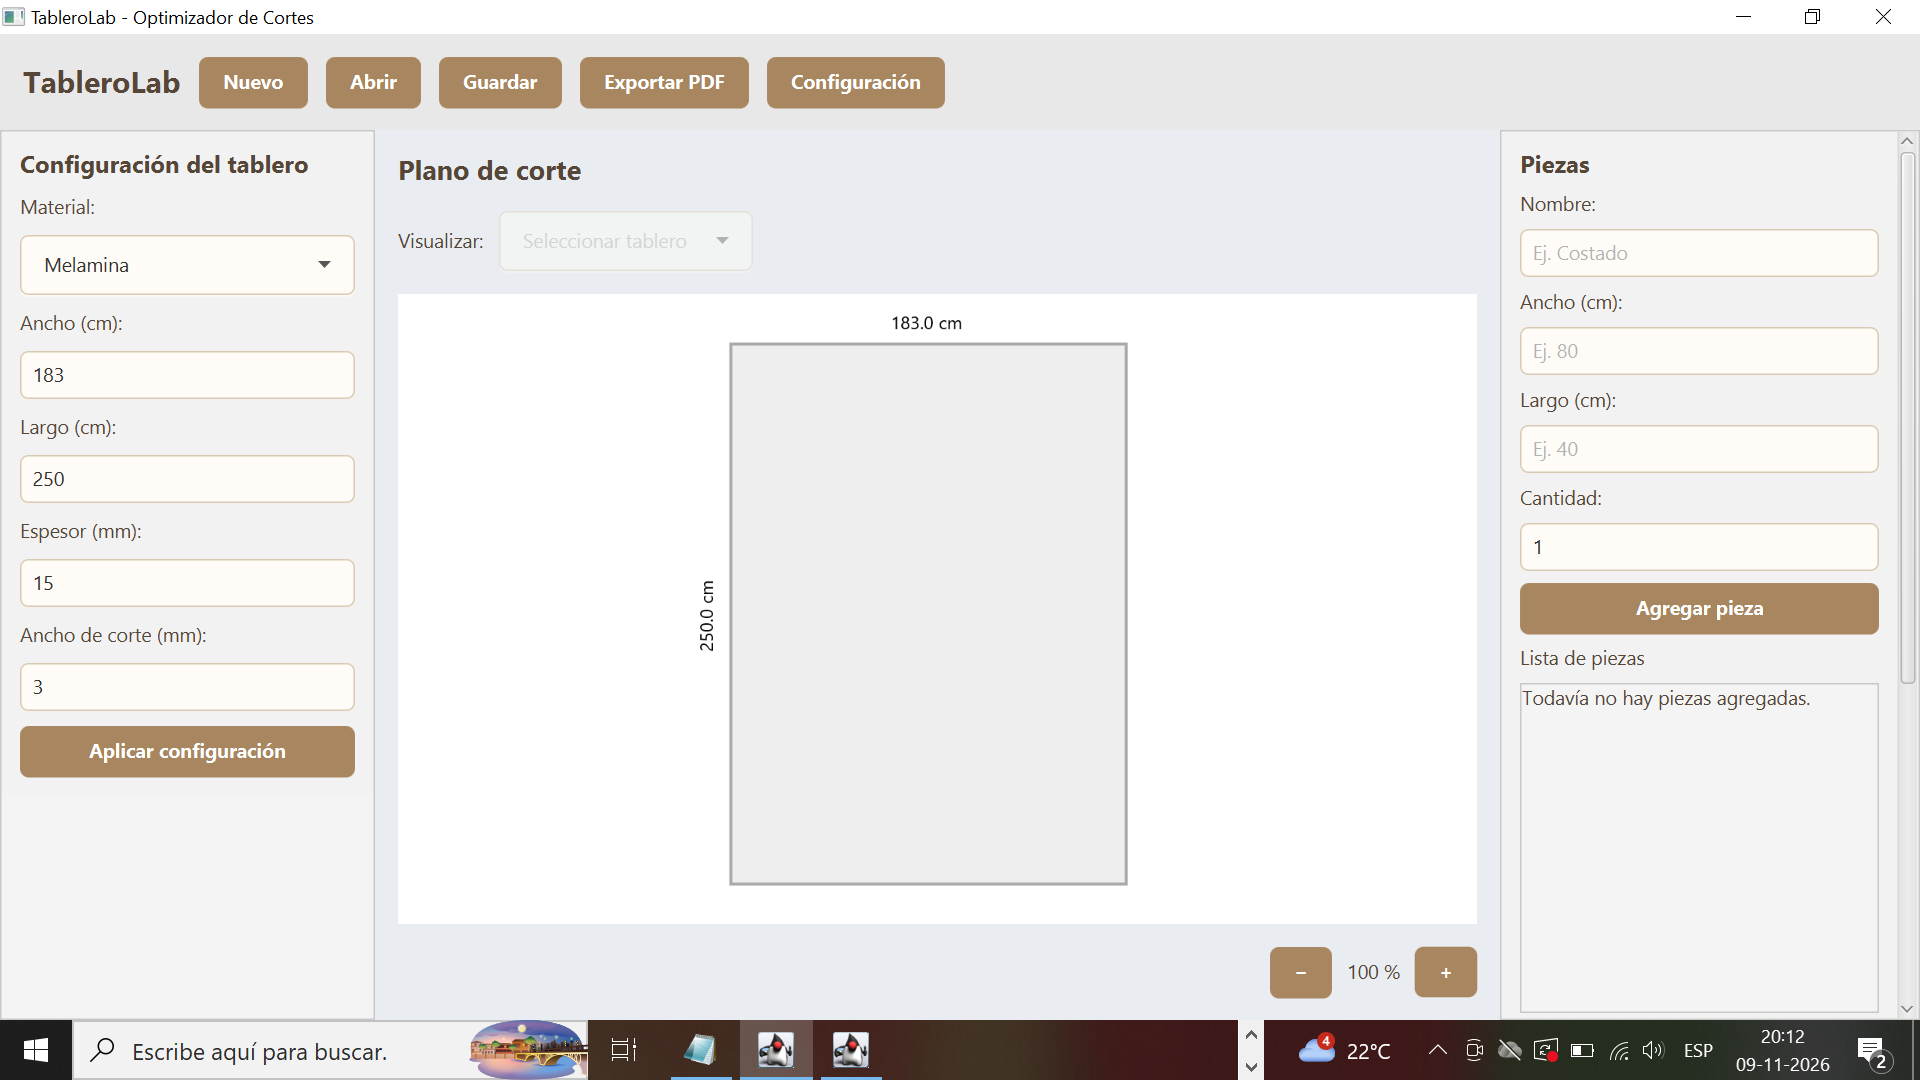 TableroLab - Optimizador de Cortes
TableroLab
Nuevo
Abrir
Guardar
Exportar PDF
Configuración
Configuración del tablero
Material:
Melamina
Ancho (cm):
183
Largo (cm):
250
Espesor (mm):
15
Ancho de corte (mm):
3
Aplicar configuración
Plano de corte
Visualizar:
Seleccionar tablero
183.0 cm
250.0 cm
−
100 %
+
Piezas
Nombre:
Ej. Costado
Ancho (cm):
Ej. 80
Largo (cm):
Ej. 40
Cantidad:
1
Agregar pieza
Lista de piezas
Todavía no hay piezas agregadas.
Escribe aquí para buscar.
4
22°C
ESP
20:12
09-11-2026
2